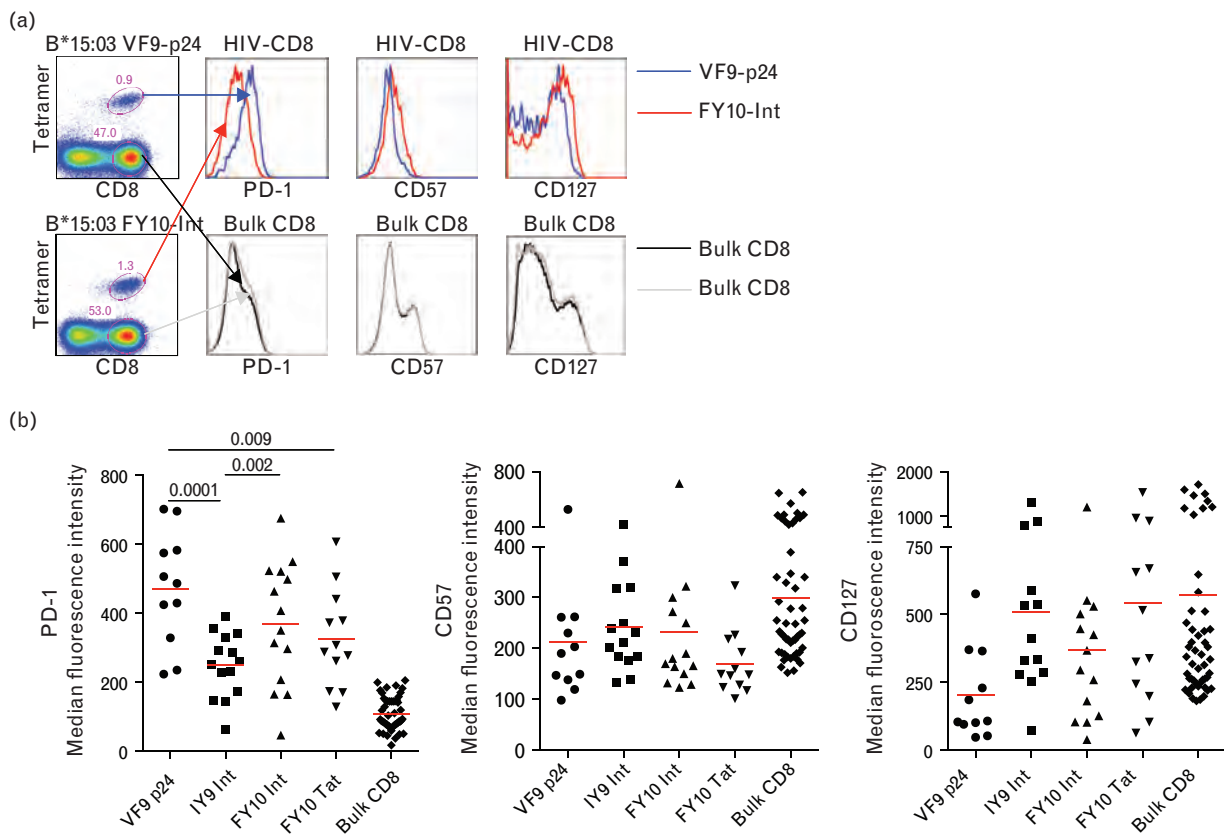 (a)
B*15:03 VF9-p24 HIV-CD8 HIV-CD8 HIV-CD8
Tetramer 0.9 47.0 VF9-p24
FY10-Int
CD8 PD-1 CD57 CD127
B*15:03 FY10-Int Bulk CD8 Bulk CD8 Bulk CD8
Tetramer 1.3 53.0 Bulk CD8
Bulk CD8
CD8 PD-1 CD57 CD127
(b)
PD-1
Median fluorescence intensity
0.009
0.002
0.0001
800
600
400
200
0
VF9 p24 IY9 Int FY10 Int FY10 Tat Bulk CD8
CD57
Median fluorescence intensity
800
400
400
300
200
100
0
VF9 p24 IY9 Int FY10 Int FY10 Tat Bulk CD8
CD127
Median fluoroscence intensity
2000
1000
750
500
250
0
VF9 p24 IY9 Int FY10 Int FY10 Tat Bulk CD8